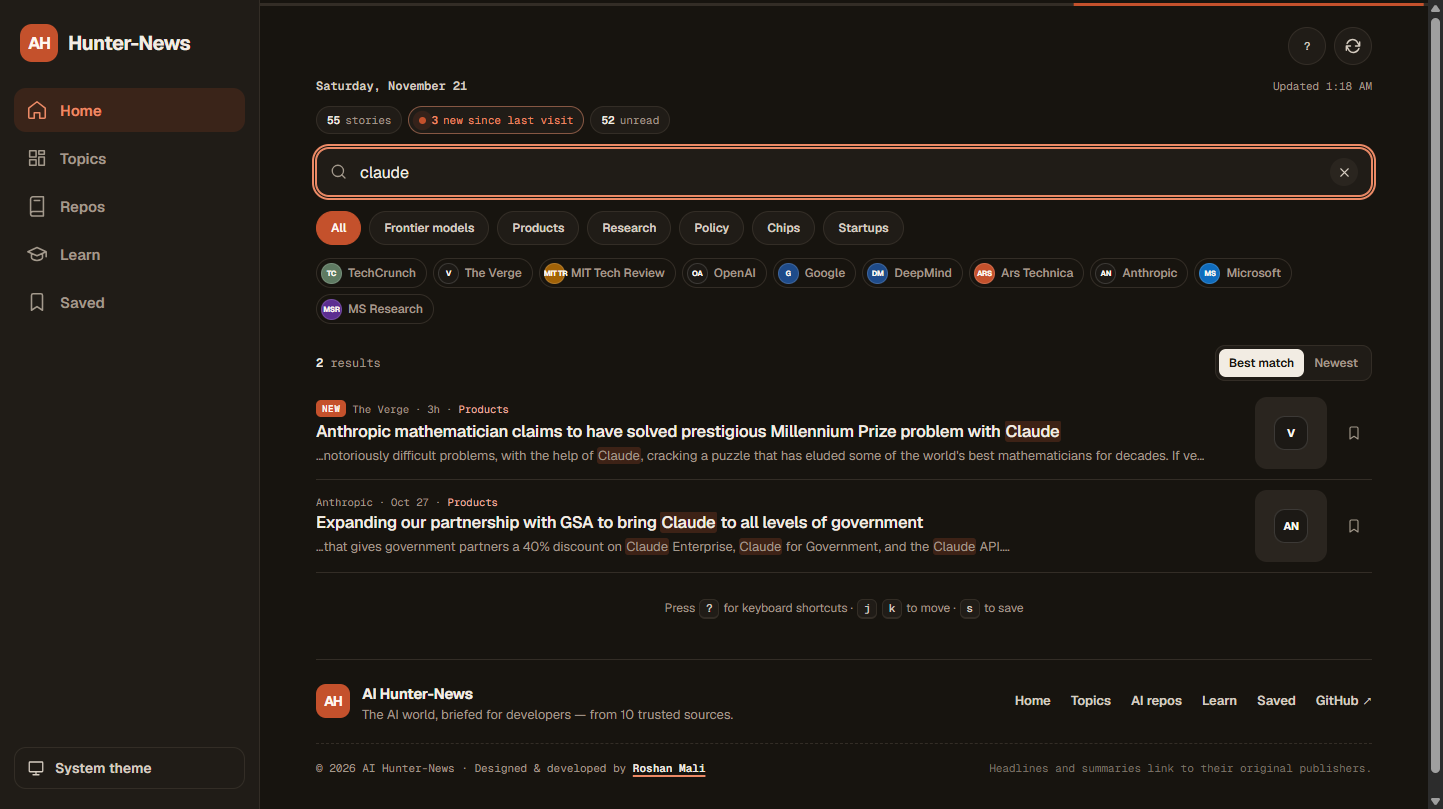 AH Hunter-News
Home
Topics
Repos
Learn
Saved
System theme
?
Saturday, November 21
Updated 1:18 AM
55 stories
3 new since last visit
52 unread
claude
All
Frontier models
Products
Research
Policy
Chips
Startups
TC TechCrunch
V The Verge
MIT TR MIT Tech Review
OA OpenAI
G Google
DM DeepMind
ARS Ars Technica
AN Anthropic
MS Microsoft
MSR MS Research
2 results
Best match
Newest
NEW The Verge · 3h · Products
Anthropic mathematician claims to have solved prestigious Millennium Prize problem with Claude
…notoriously difficult problems, with the help of Claude, cracking a puzzle that has eluded some of the world's best mathematicians for decades. If ve…
V
Anthropic · Oct 27 · Products
Expanding our partnership with GSA to bring Claude to all levels of government
…that gives government partners a 40% discount on Claude Enterprise, Claude for Government, and the Claude API.…
AN
Press ? for keyboard shortcuts · j k to move · s to save
AH
AI Hunter-News
The AI world, briefed for developers — from 10 trusted sources.
Home
Topics
AI repos
Learn
Saved
GitHub ↗
© 2026 AI Hunter-News · Designed & developed by Roshan Mali
Headlines and summaries link to their original publishers.